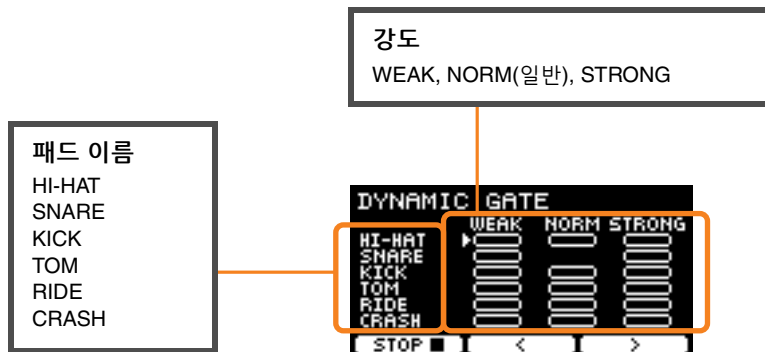 강도
WEAK, NORM(일반), STRONG
패드 이름
HI-HAT
SNARE
KICK
TOM
RIDE
CRASH
DYNAMIC GATE
WEAK NORM STRONG
HI-HAT
SNARE
KICK
TOM
RIDE
CRASH
STOP ■ < >